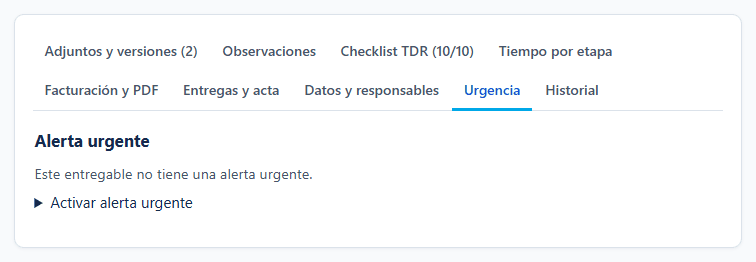 Adjuntos y versiones (2) Observaciones Checklist TDR (10/10) Tiempo por etapa
Facturación y PDF Entregas y acta Datos y responsables Urgencia Historial
Alerta urgente
Este entregable no tiene una alerta urgente.
Activar alerta urgente